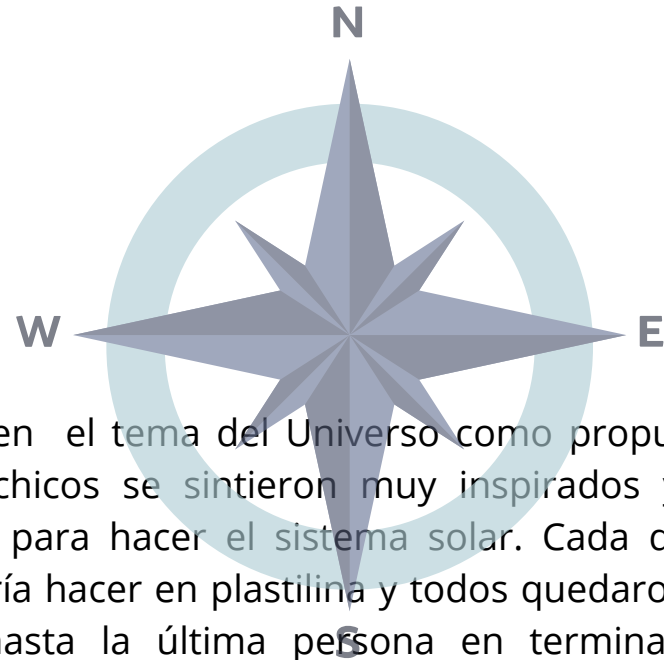 N
W E
en el tema del Universo como propu
chicos se sintieron muy inspirados y
para hacer el sistema solar. Cada d
ría hacer en plastilina y todos quedaro
hasta la última persona en termina
S